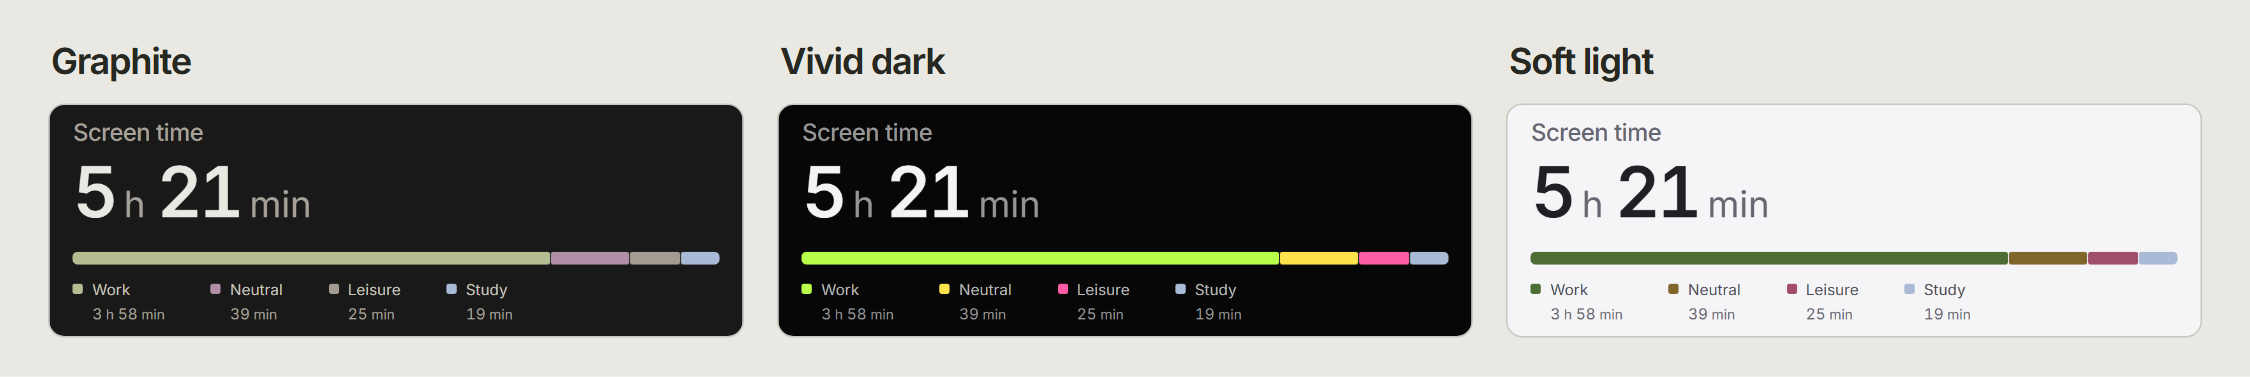 Graphite
Screen time
5 h 21 min
Work
3 h 58 min
Neutral
39 min
Leisure
25 min
Study
19 min
Vivid dark
Screen time
5 h 21 min
Work
3 h 58 min
Neutral
39 min
Leisure
25 min
Study
19 min
Soft light
Screen time
5 h 21 min
Work
3 h 58 min
Neutral
39 min
Leisure
25 min
Study
19 min